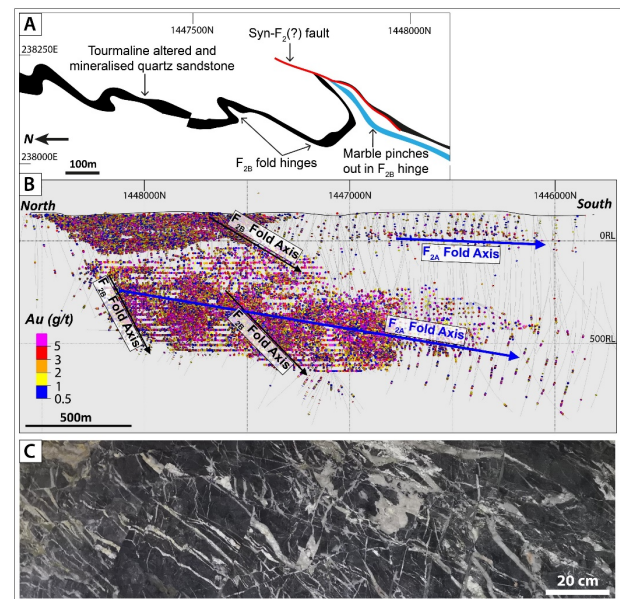 A
1447500N
1448000N
238250E
Tourmaline altered and
mineralised quartz sandstone
Syn-F2(?) fault
N
238000E
100m
F2B fold hinges
Marble pinches
out in F2B hinge
B
1448000N
1447000N
1446000N
North
South
0RL
F2B Fold Axis
F2A Fold Axis
F2B Fold Axis
F2B Fold Axis
F2A Fold Axis
Au (g/t)
5
3
2
1
0.5
500RL
500m
C
20 cm